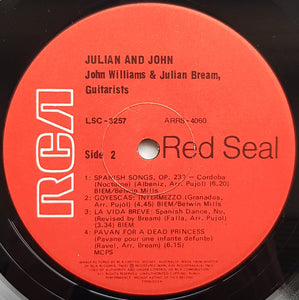 JULIAN AND JOHN
John Williams & Julian Bream,
Guitarists
LSC-3257
ARRS-4060
Side 2
RCA
Red Seal
1. SPANISH SONGS, OP. 232 - Cordoba
(Nocturne) (Albeniz, Arr. Pujol) (6.20)
BIEM/Belwin Mills
2. GOYESCAS: INTERMEZZO (Granados,
Arr. Pujol) (4.45) BIEM/Belwin Mills
3. LA VIDA BREVE: Spanish Dance, No.
(Revised by Bream) (Falla, Arr. Pujol)
(3.34) BIEM
4. PAVAN FOR A DEAD PRINCESS
(Pavane pour une infante defunte)
(Ravel, Arr. Bream) (6.15)
MCPS